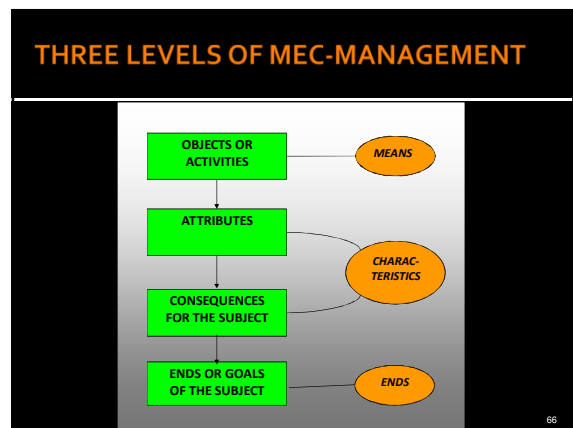 THREE LEVELS OF MEC-MANAGEMENT
OBJECTS OR
ACTIVITIES
MEANS
ATTRIBUTES
CHARAC-
TERISTICS
CONSEQUENCES
FOR THE SUBJECT
ENDS OR GOALS
OF THE SUBJECT
ENDS
66